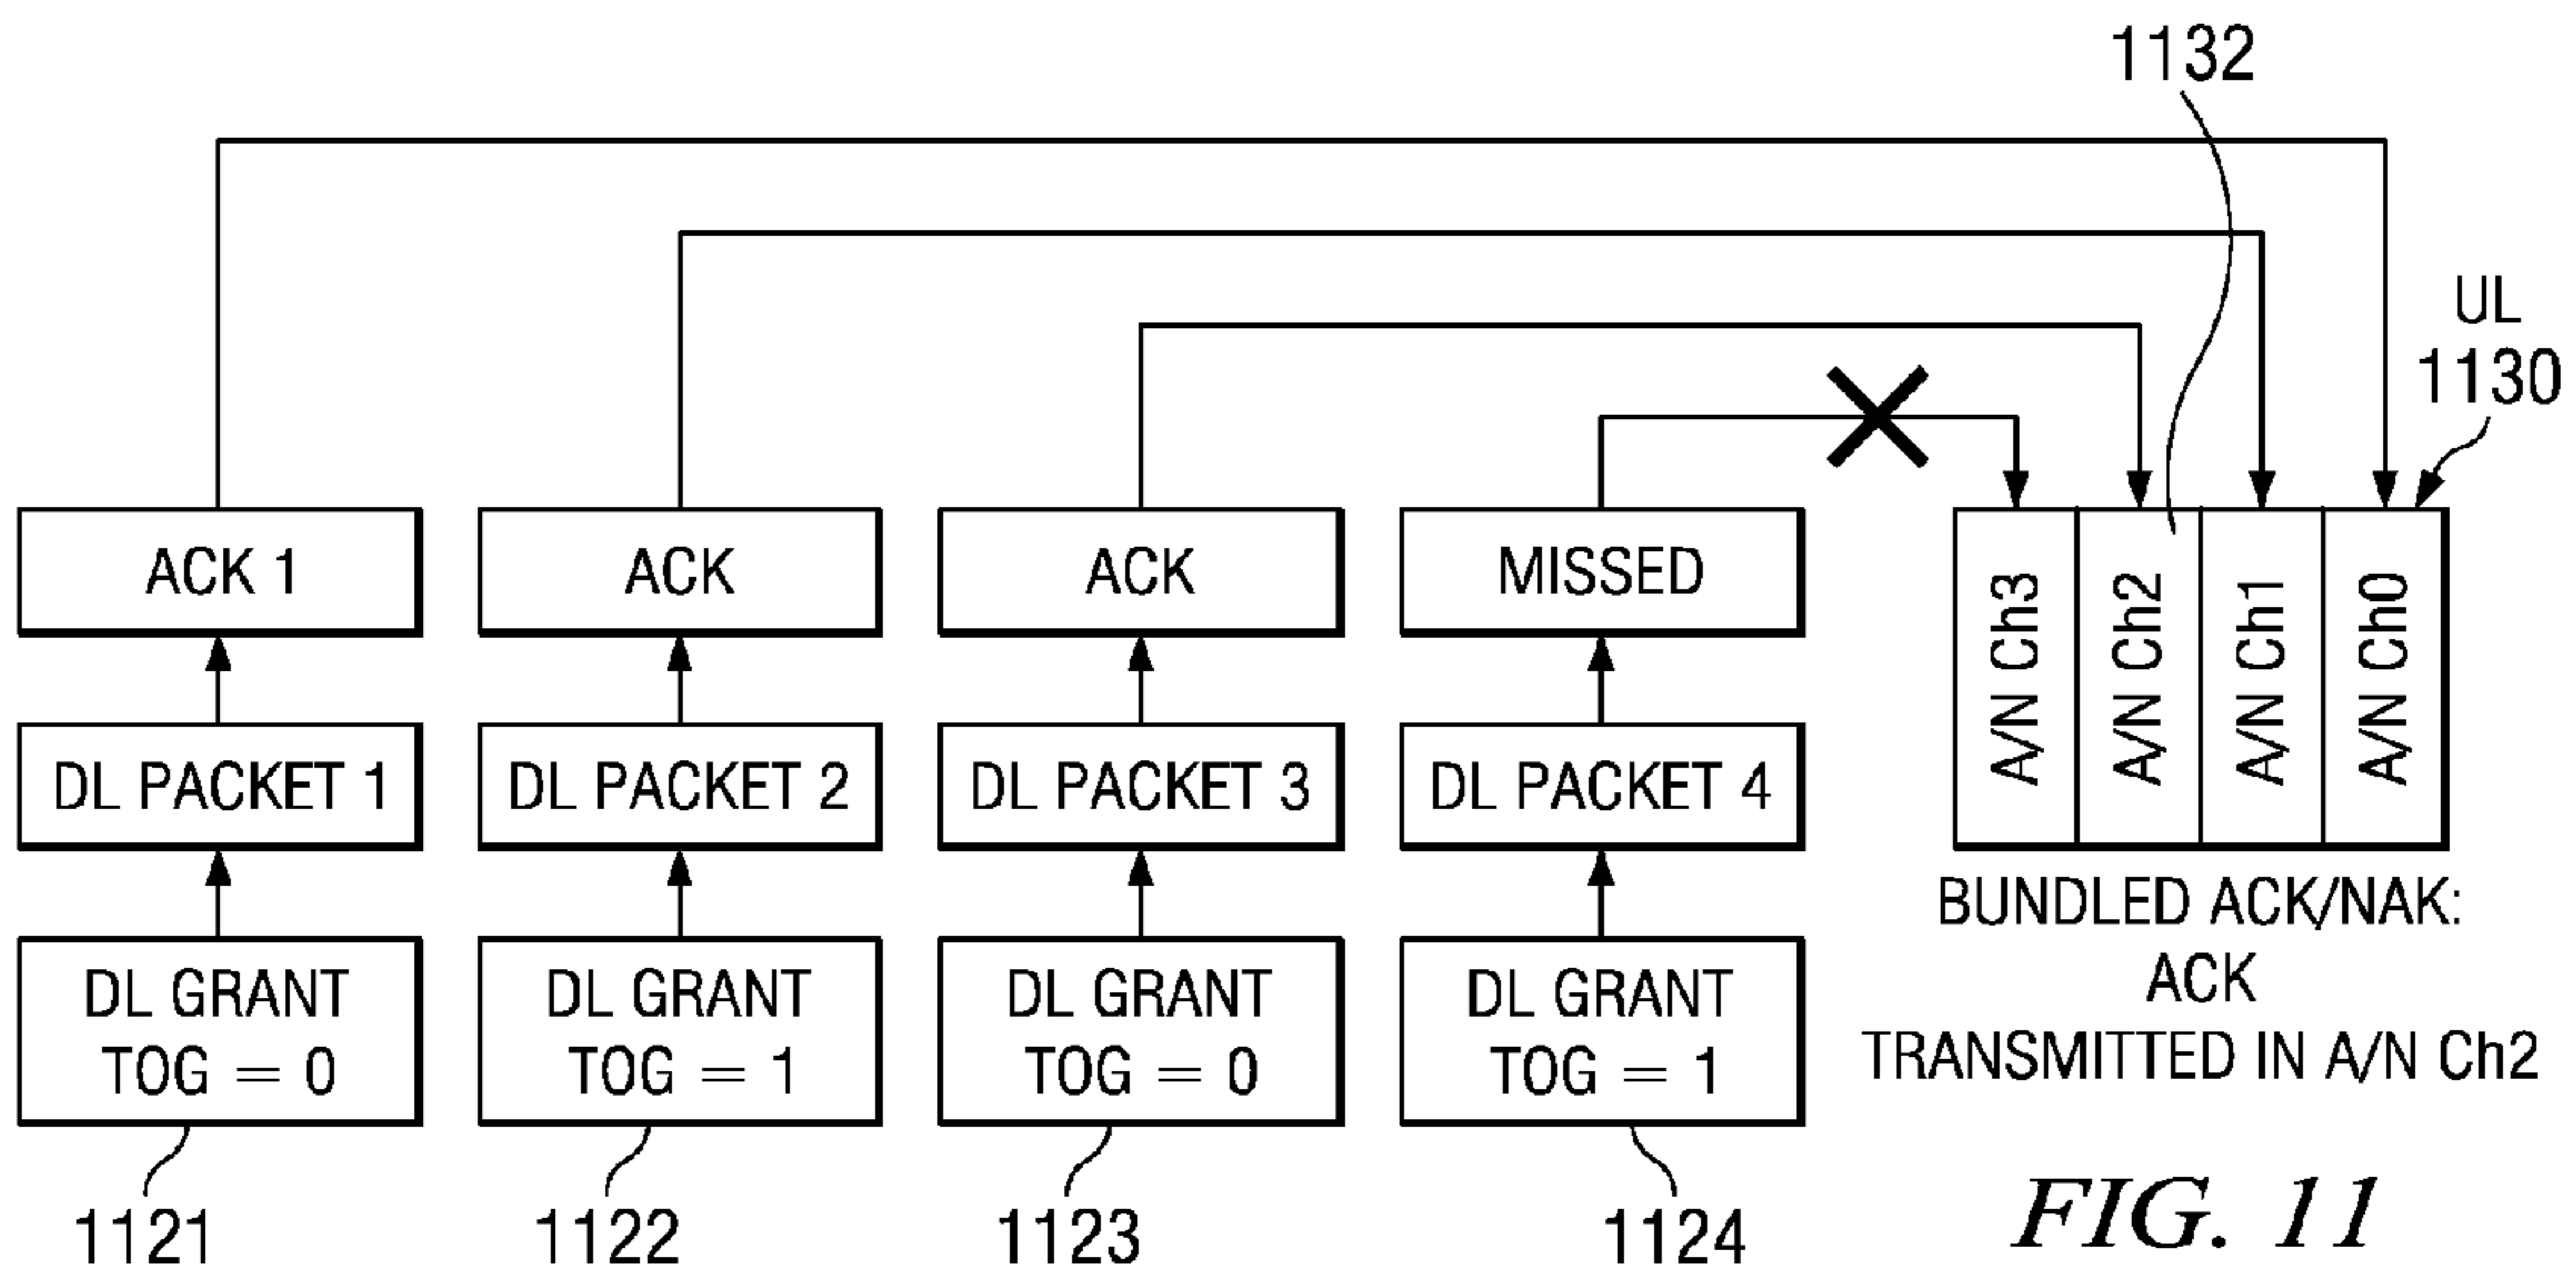 1132
UL
1130
ACK 1
ACK
ACK
MISSED
A/N Ch3
A/N Ch2
A/N Ch1
A/N Ch0
DL PACKET 1
DL PACKET 2
DL PACKET 3
DL PACKET 4
BUNDLED ACK/NAK:
ACK
TRANSMITTED IN A/N Ch2
DL GRANT
TOG = 0
DL GRANT
TOG = 1
DL GRANT
TOG = 0
DL GRANT
TOG = 1
1121
1122
1123
1124
FIG. 11